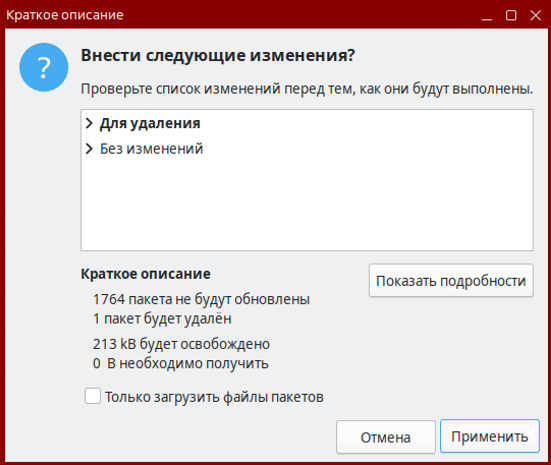 Краткое описание
?
Внести следующие изменения?
Проверьте список изменений перед тем, как они будут выполнены.
Для удаления
Без изменений
Краткое описание
Показать подробности
1764 пакета не будут обновлены
1 пакет будет удалён
213 kB будет освобождено
0 B необходимо получить
Только загрузить файлы пакетов
Отмена
Применить